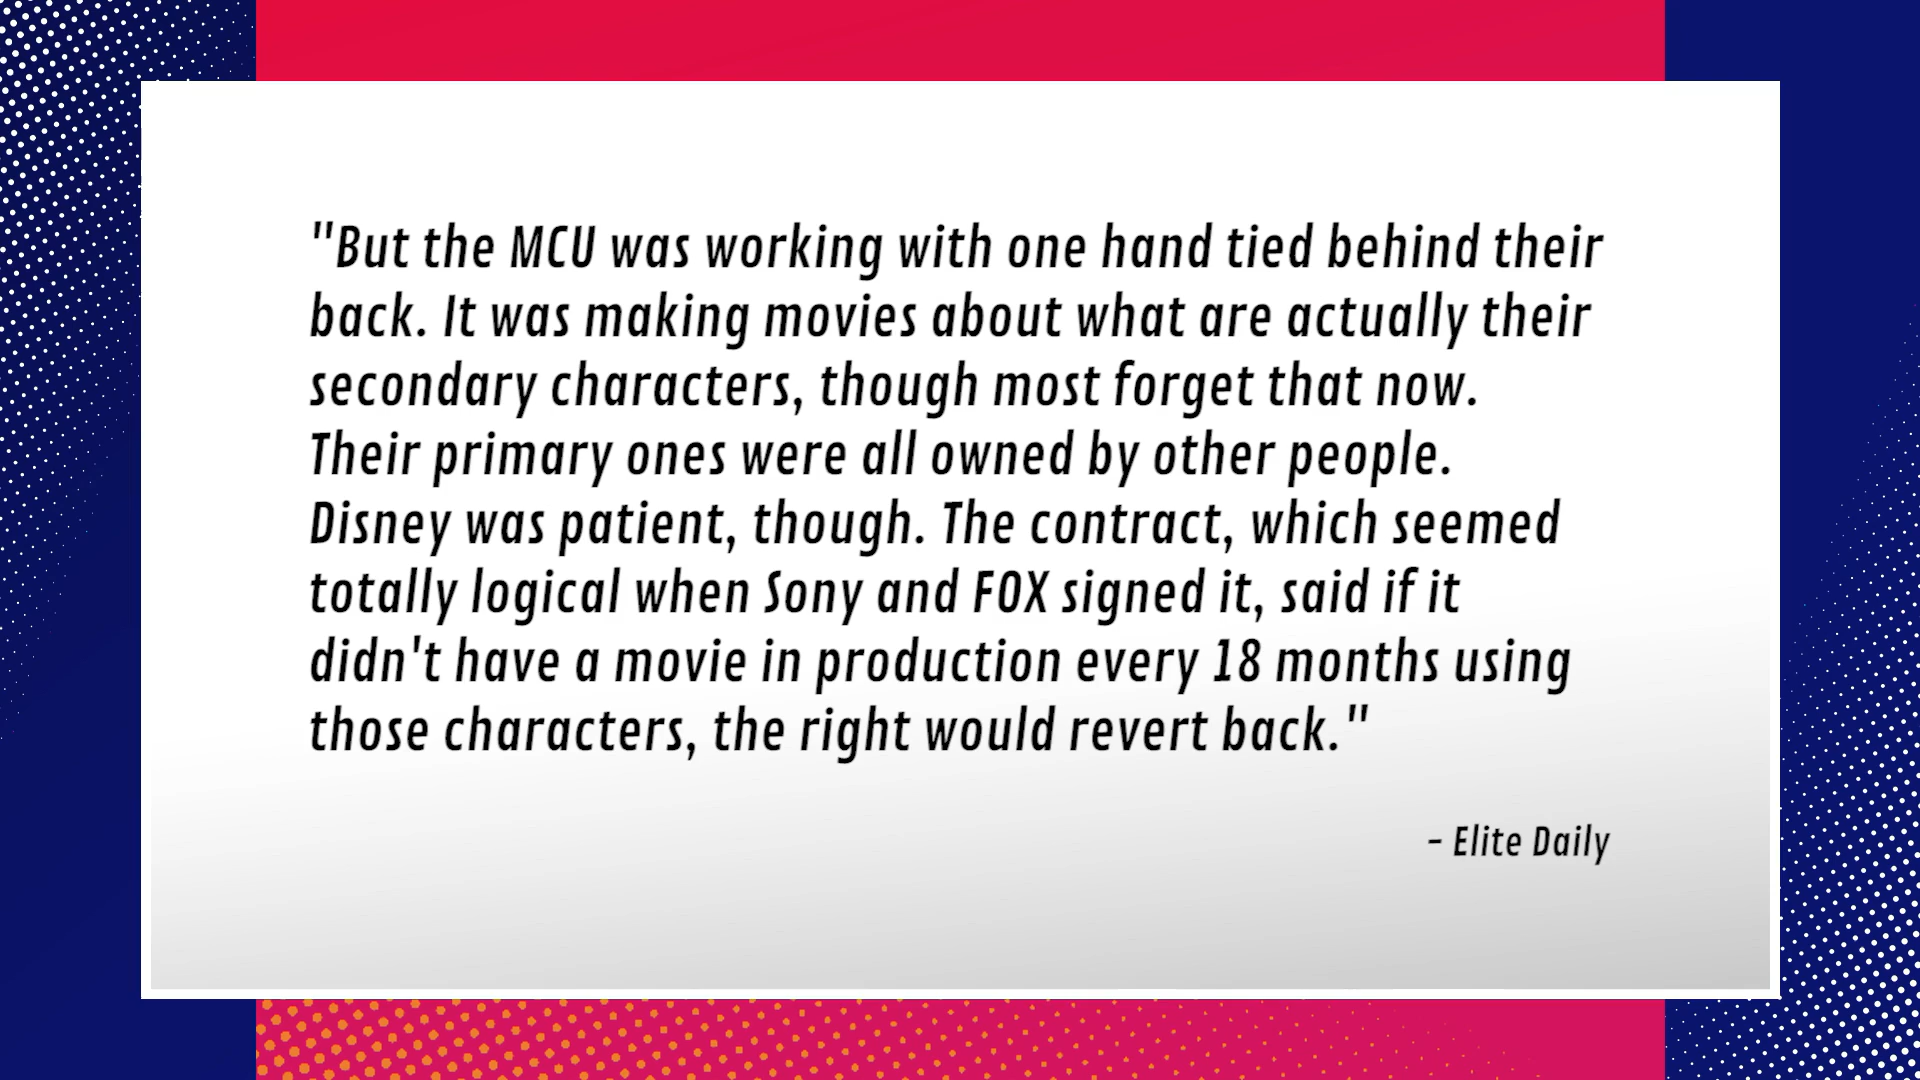 "But the MCU was working with one hand tied behind their
back. It was making movies about what are actually their
secondary characters, though most forget that now.
Their primary ones were all owned by other people.
Disney was patient, though. The contract, which seemed
totally logical when Sony and FOX signed it, said if it
didn't have a movie in production every 18 months using
those characters, the right would revert back."
- Elite Daily